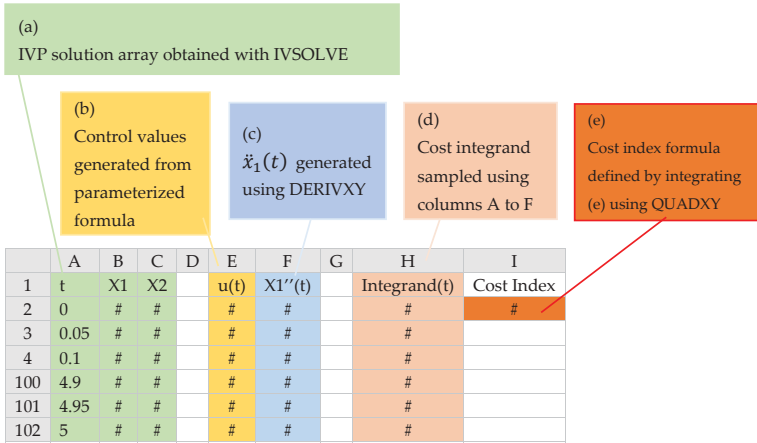 (a)
IVP solution array obtained with IVSOLVE
(b)
Control values
generated from
parameterized
formula
(c)
ẍ₁(t) generated
using DERIVXY
(d)
Cost integrand
sampled using
columns A to F
(e)
Cost index formula
defined by integrating
(e) using QUADXY
A B C D E F G H I
1 t X1 X2 u(t) X1′′(t) Integrand(t) Cost Index
2 0 # # # # # #
3 0.05 # # # # #
4 0.1 # # # # #
100 4.9 # # # # #
101 4.95 # # # # #
102 5 # # # # #